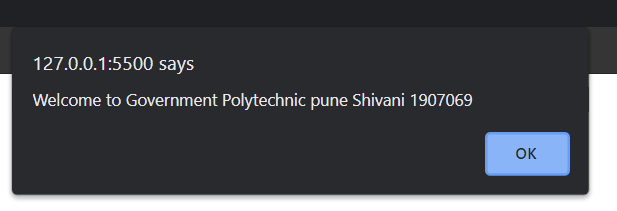 127.0.0.1:5500 says
Welcome to Government Polytechnic pune Shivani 1907069
OK